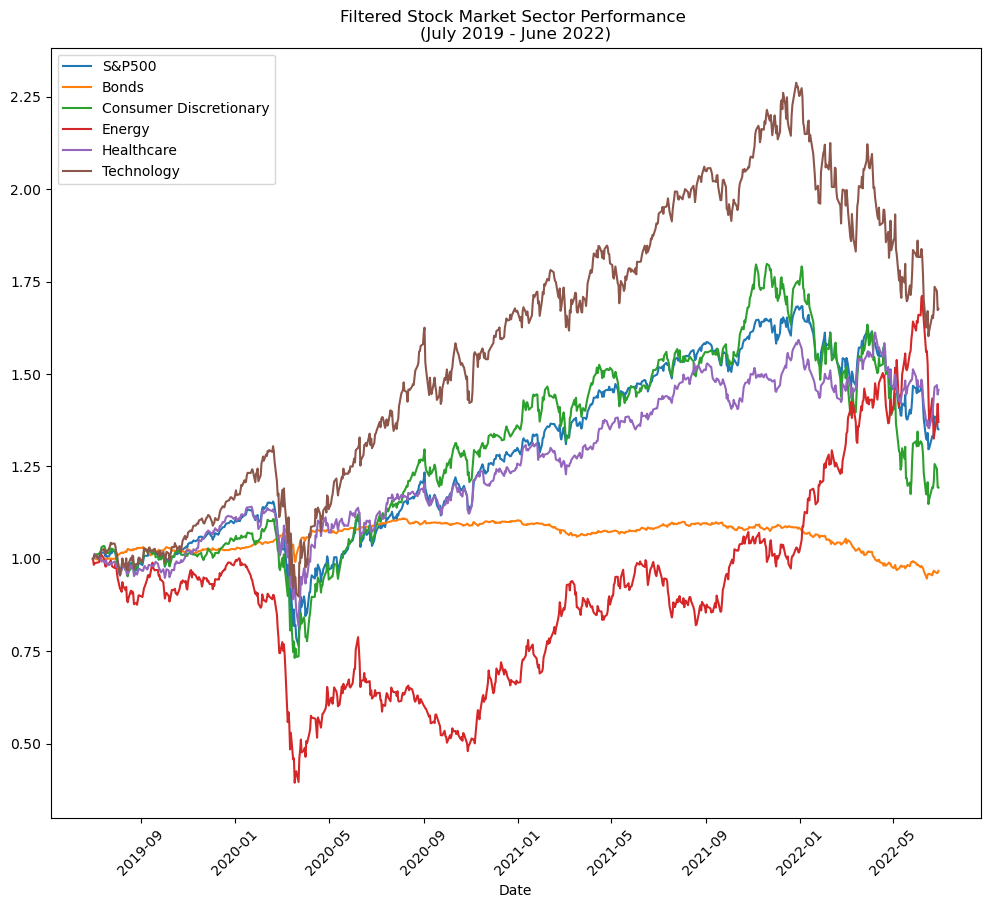 Filtered Stock Market Sector Performance
(July 2019 - June 2022)
S&P500
Bonds
Consumer Discretionary
Energy
Healthcare
Technology
2.25
2.00
1.75
1.50
1.25
1.00
0.75
0.50
2019-09
2020-01
2020-05
2020-09
2021-01
2021-05
2021-09
2022-01
2022-05
Date